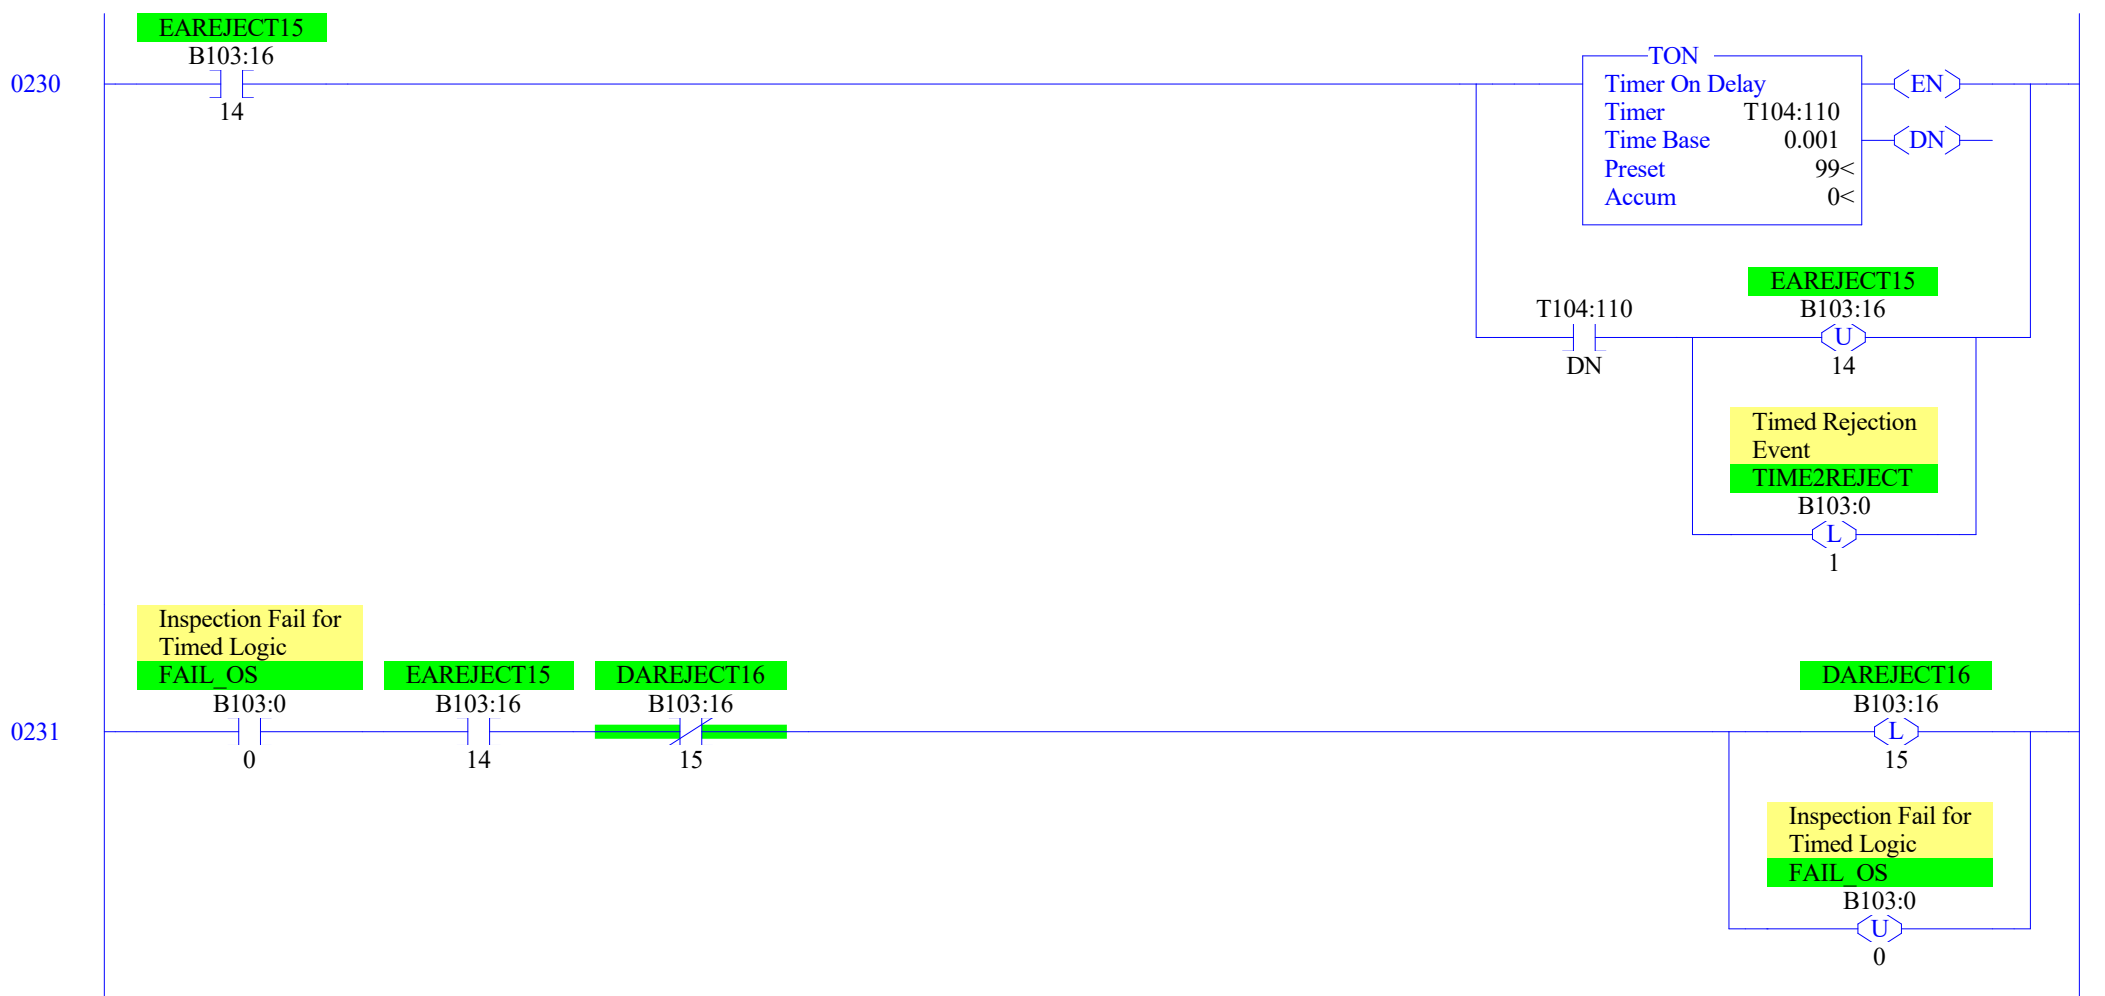 EAREJECT15
B103:16
0230
14
TON
Timer On Delay
Timer T104:110
Time Base 0.001
Preset 99<
Accum 0<
EN
DN
T104:110
DN
EAREJECT15
B103:16
U
14
Timed Rejection
Event
TIME2REJECT
B103:0
L
1
Inspection Fail for
Timed Logic
FAIL_OS
B103:0
0
EAREJECT15
B103:16
14
DAREJECT16
B103:16
15
0231
DAREJECT16
B103:16
L
15
Inspection Fail for
Timed Logic
FAIL_OS
B103:0
U
0